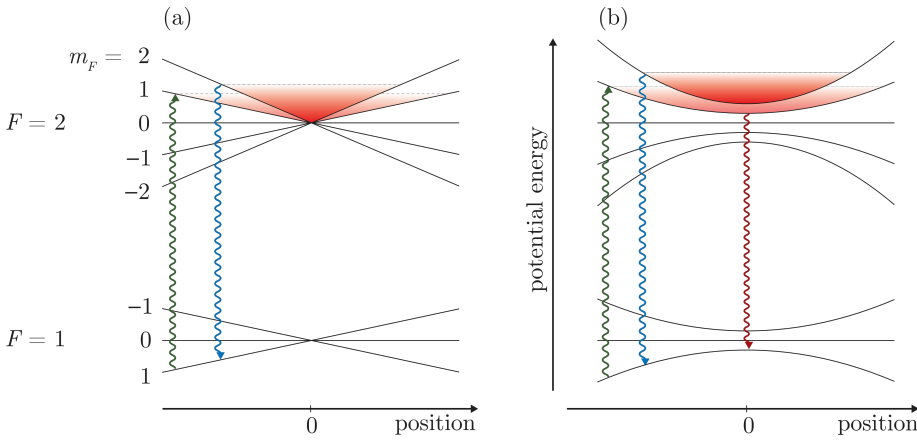 (a)
m_F = 2
1
F = 2 0
−1
−2
−1
F = 1 0
1
0 position
(b)
potential energy
0 position